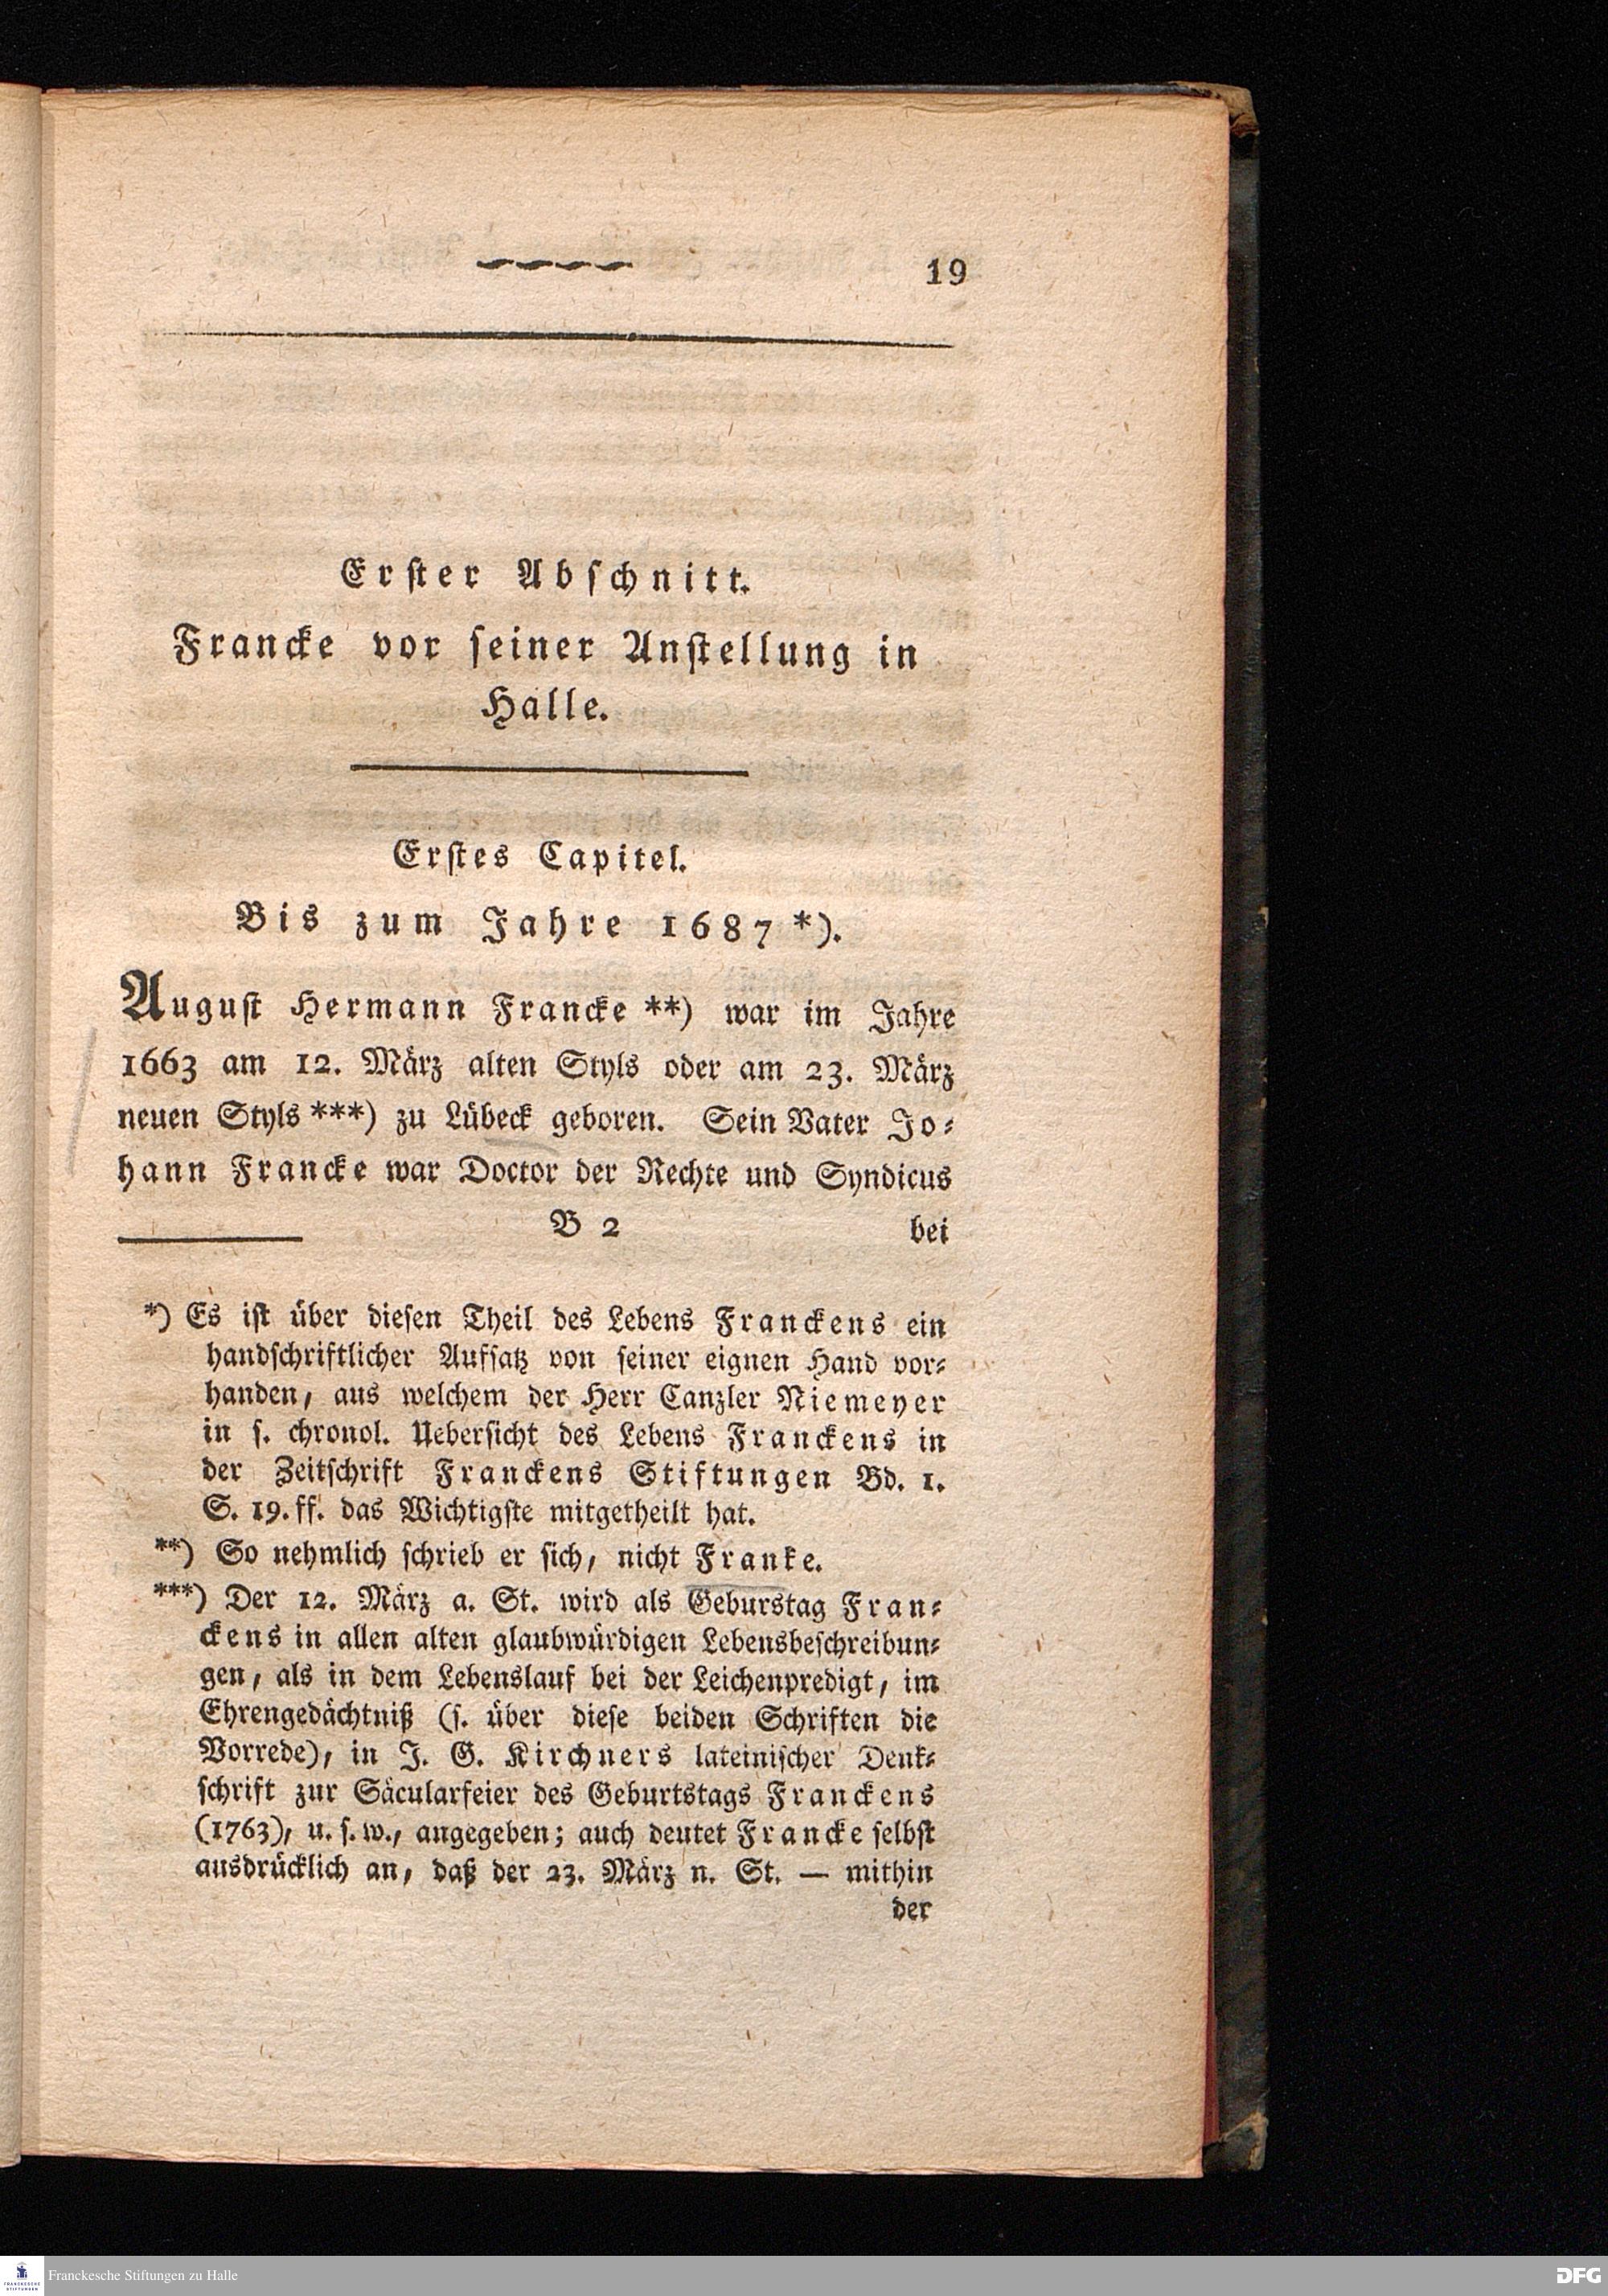 19
Erster Abschnitt.
Francke vor seiner Anstellung in
Halle.
Erstes Capitel.
Bis zum Jahre 1687 *).
August Hermann Francke **) war im Jahre
1663 am 12. März alten Styls oder am 23. März
neuen Styls ***) zu Lübeck geboren. Sein Vater Jo-
hann Francke war Doctor der Rechte und Syndicus
B 2 bei
*) Es ist über diesen Theil des Lebens Franckens ein
handschriftlicher Aufsatz von seiner eignen Hand vor-
handen, aus welchem der Herr Canzler Niemeyer
in s. chronol. Uebersicht des Lebens Franckens in
der Zeitschrift Franckens Stiftungen Bd. 1.
S. 19. ff. das Wichtigste mitgetheilt hat.
**) So nehmlich schrieb er sich, nicht Franke.
***) Der 12. März a. St. wird als Geburstag Fran-
ckens in allen alten glaubwürdigen Lebensbeschreibun-
gen, als in dem Lebenslauf bei der Leichenpredigt, im
Ehrengedächtniß (s. über diese beiden Schriften die
Vorrede), in J. G. Kirchners lateinischer Denk-
schrift zur Säcularfeier des Geburtstags Franckens
(1763), u. s. w., angegeben; auch deutet Francke selbst
ausdrücklich an, daß der 23. März n. St. — mithin
der
FRANCKESCHE
STIFTUNGEN
Franckesche Stiftungen zu Halle
DFG